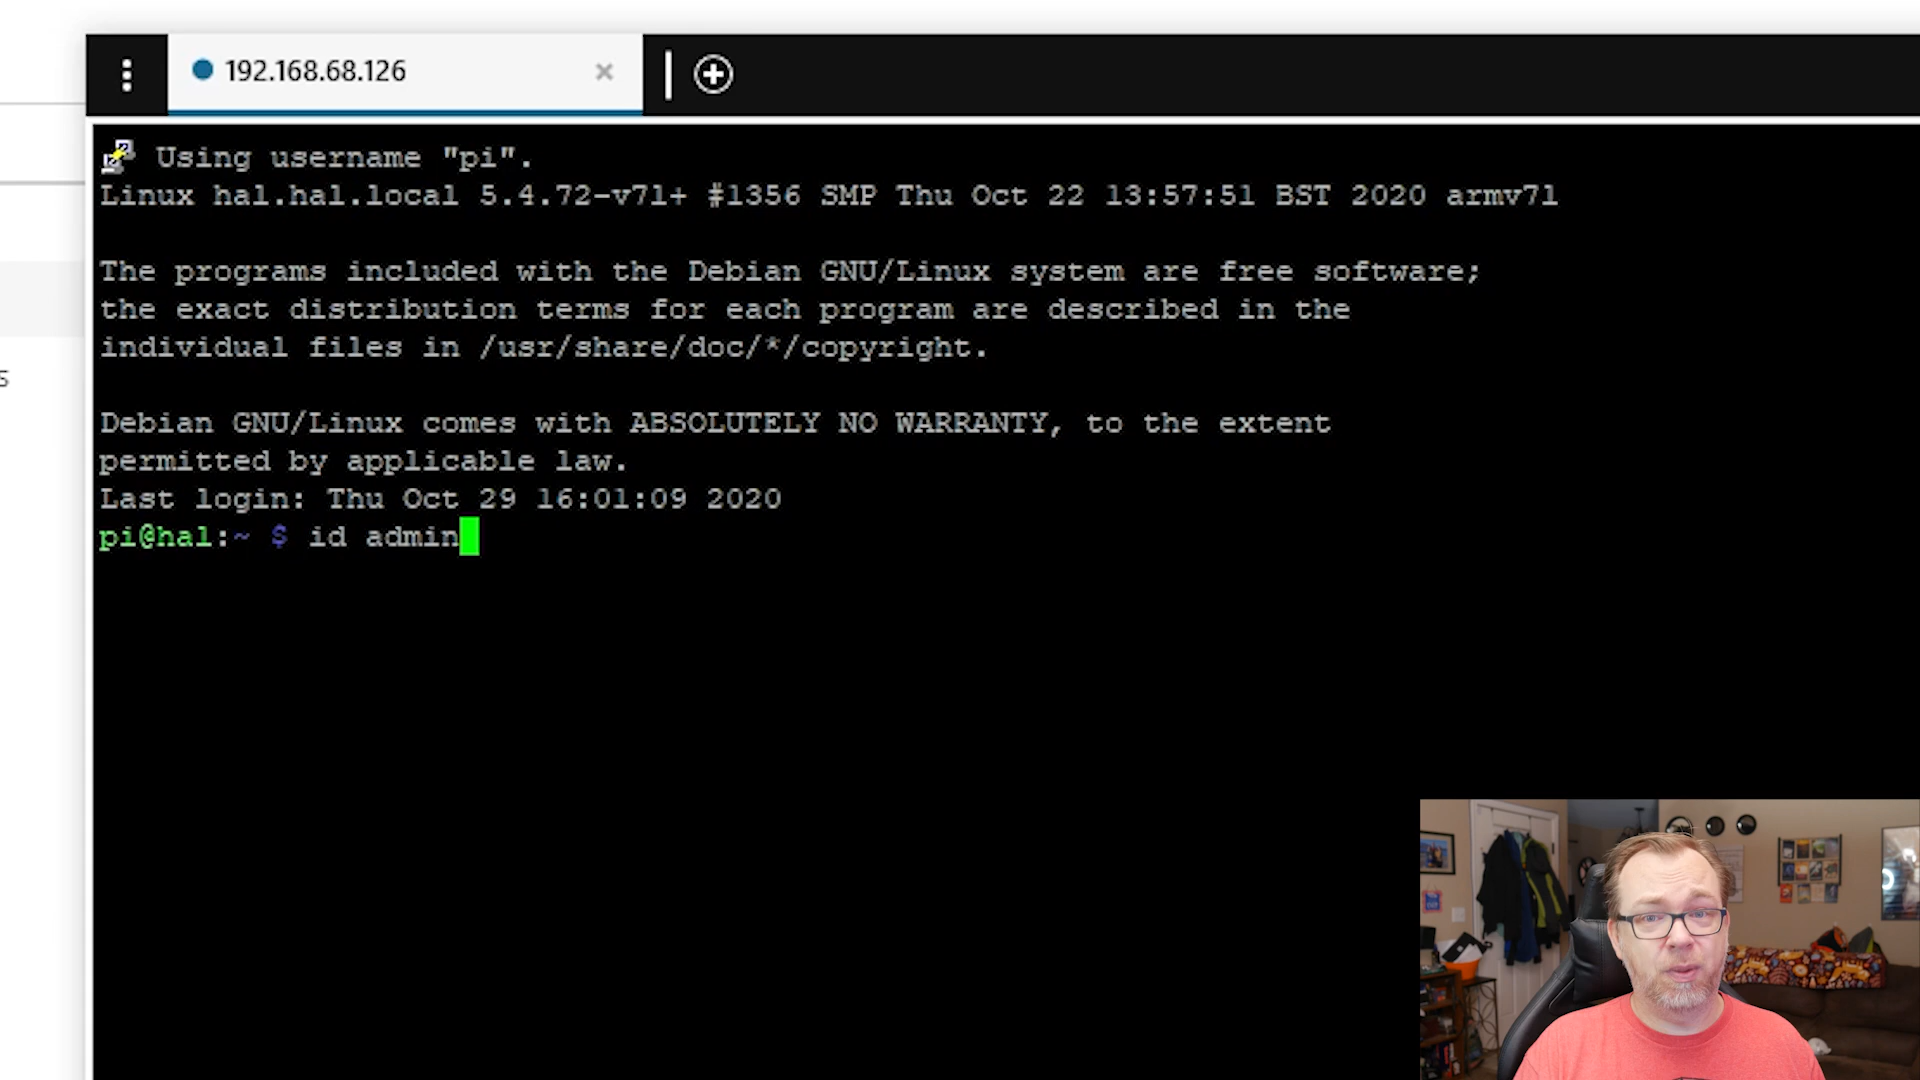 192.168.68.126
Using username "pi".
Linux hal.hal.local 5.4.72-v7l+ #1356 SMP Thu Oct 22 13:57:51 BST 2020 armv7l
The programs included with the Debian GNU/Linux system are free software;
the exact distribution terms for each program are described in the
individual files in /usr/share/doc/*/copyright.
Debian GNU/Linux comes with ABSOLUTELY NO WARRANTY, to the extent
permitted by applicable law.
Last login: Thu Oct 29 16:01:09 2020
pi@hal:~ $ id admin